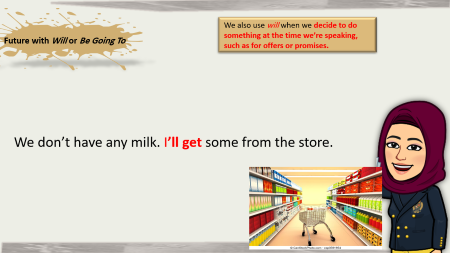 Future with Will or Be Going To
We also use will when we decide to do
something at the time we're speaking,
such as for offers or promises.
We don't have any milk. I'll get some from the store.